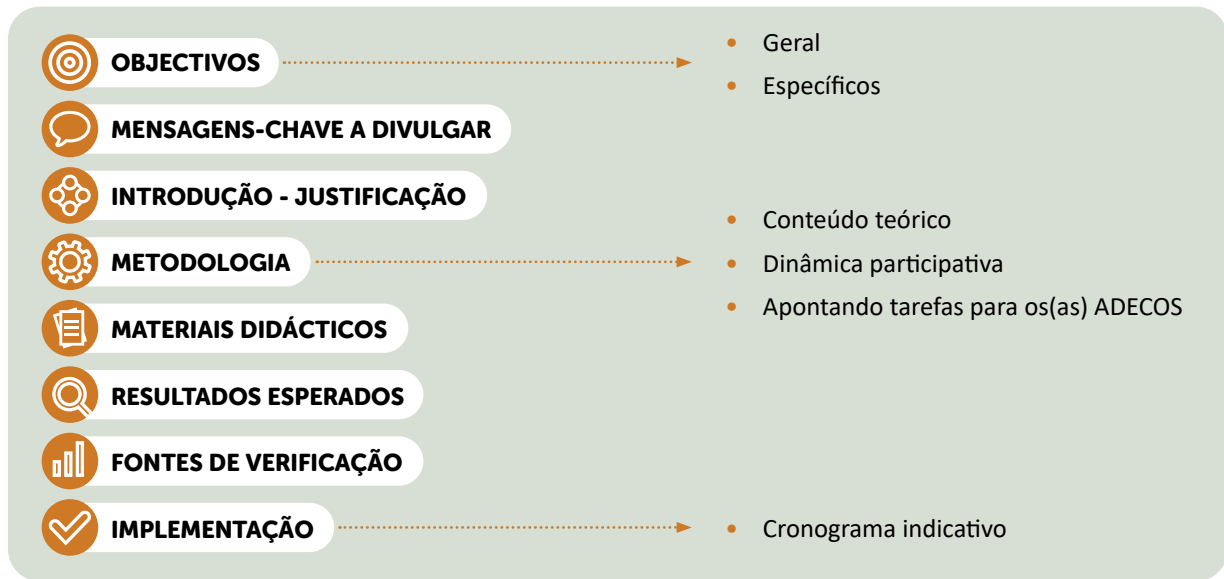 OBJECTIVOS
• Geral
• Específicos
MENSAGENS-CHAVE A DIVULGAR
INTRODUÇÃO - JUSTIFICAÇÃO
METODOLOGIA
• Conteúdo teórico
• Dinâmica participativa
• Apontando tarefas para os(as) ADECOS
MATERIAIS DIDÁCTICOS
RESULTADOS ESPERADOS
FONTES DE VERIFICAÇÃO
IMPLEMENTAÇÃO
• Cronograma indicativo